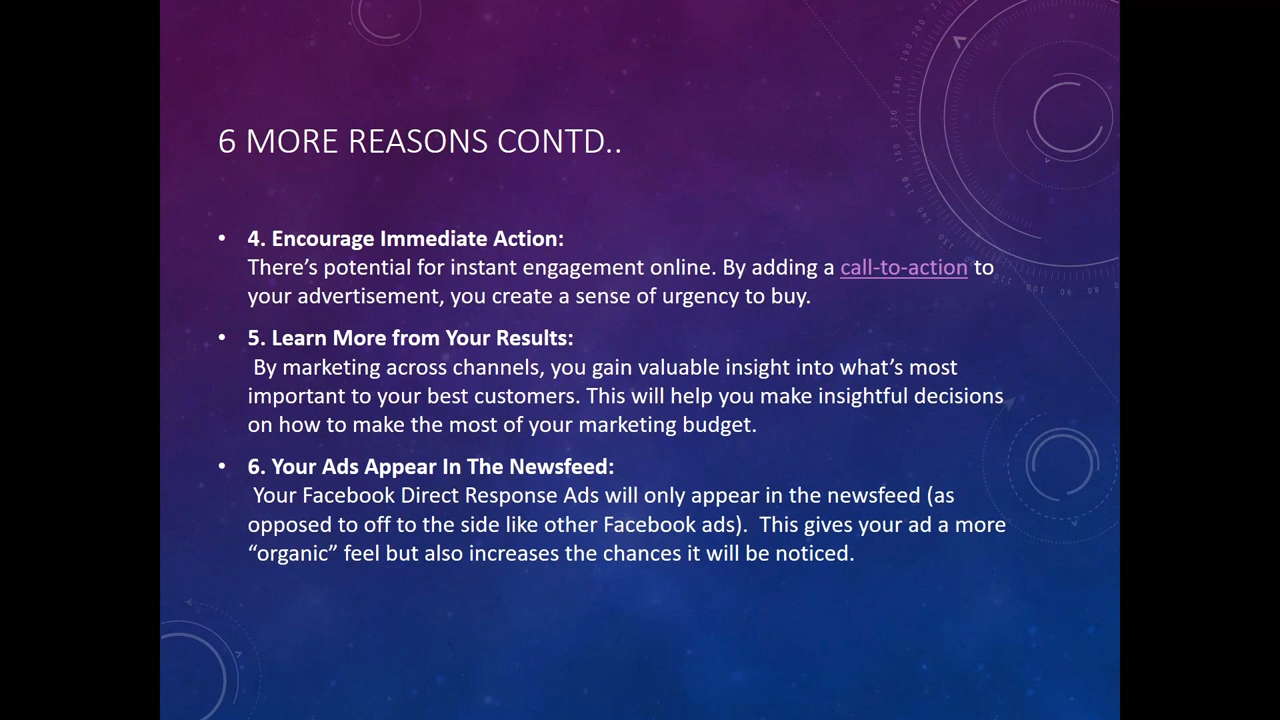 6 MORE REASONS CONTD..
• 4. Encourage Immediate Action:
There’s potential for instant engagement online. By adding a call-to-action to
your advertisement, you create a sense of urgency to buy.
• 5. Learn More from Your Results:
By marketing across channels, you gain valuable insight into what’s most
important to your best customers. This will help you make insightful decisions
on how to make the most of your marketing budget.
• 6. Your Ads Appear In The Newsfeed:
Your Facebook Direct Response Ads will only appear in the newsfeed (as
opposed to off to the side like other Facebook ads).  This gives your ad a more
“organic” feel but also increases the chances it will be noticed.